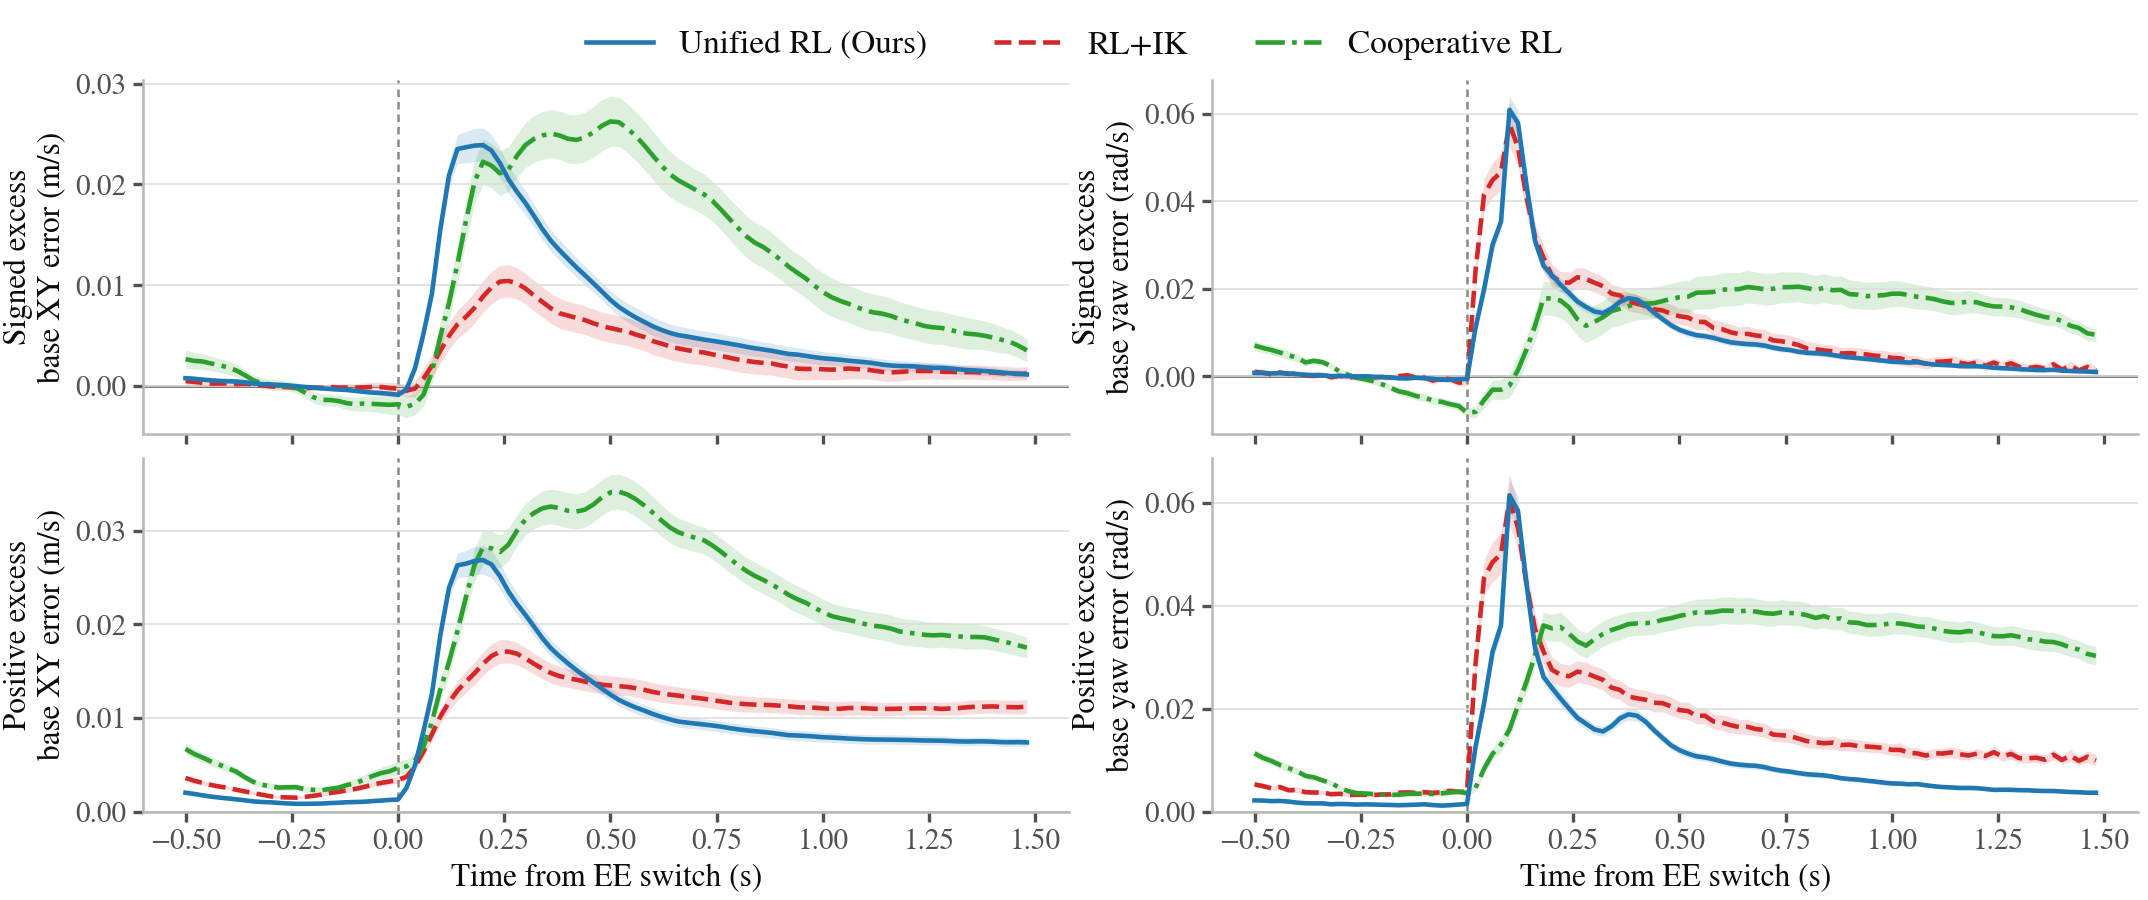 Unified RL (Ours) RL+IK Cooperative RL
Signed excess
base XY error (m/s)
0.03
0.02
0.01
0.00
Signed excess
base yaw error (rad/s)
0.06
0.04
0.02
0.00
Positive excess
base XY error (m/s)
0.03
0.02
0.01
0.00
−0.50 −0.25 0.00 0.25 0.50 0.75 1.00 1.25 1.50
Time from EE switch (s)
Positive excess
base yaw error (rad/s)
0.06
0.04
0.02
0.00
−0.50 −0.25 0.00 0.25 0.50 0.75 1.00 1.25 1.50
Time from EE switch (s)